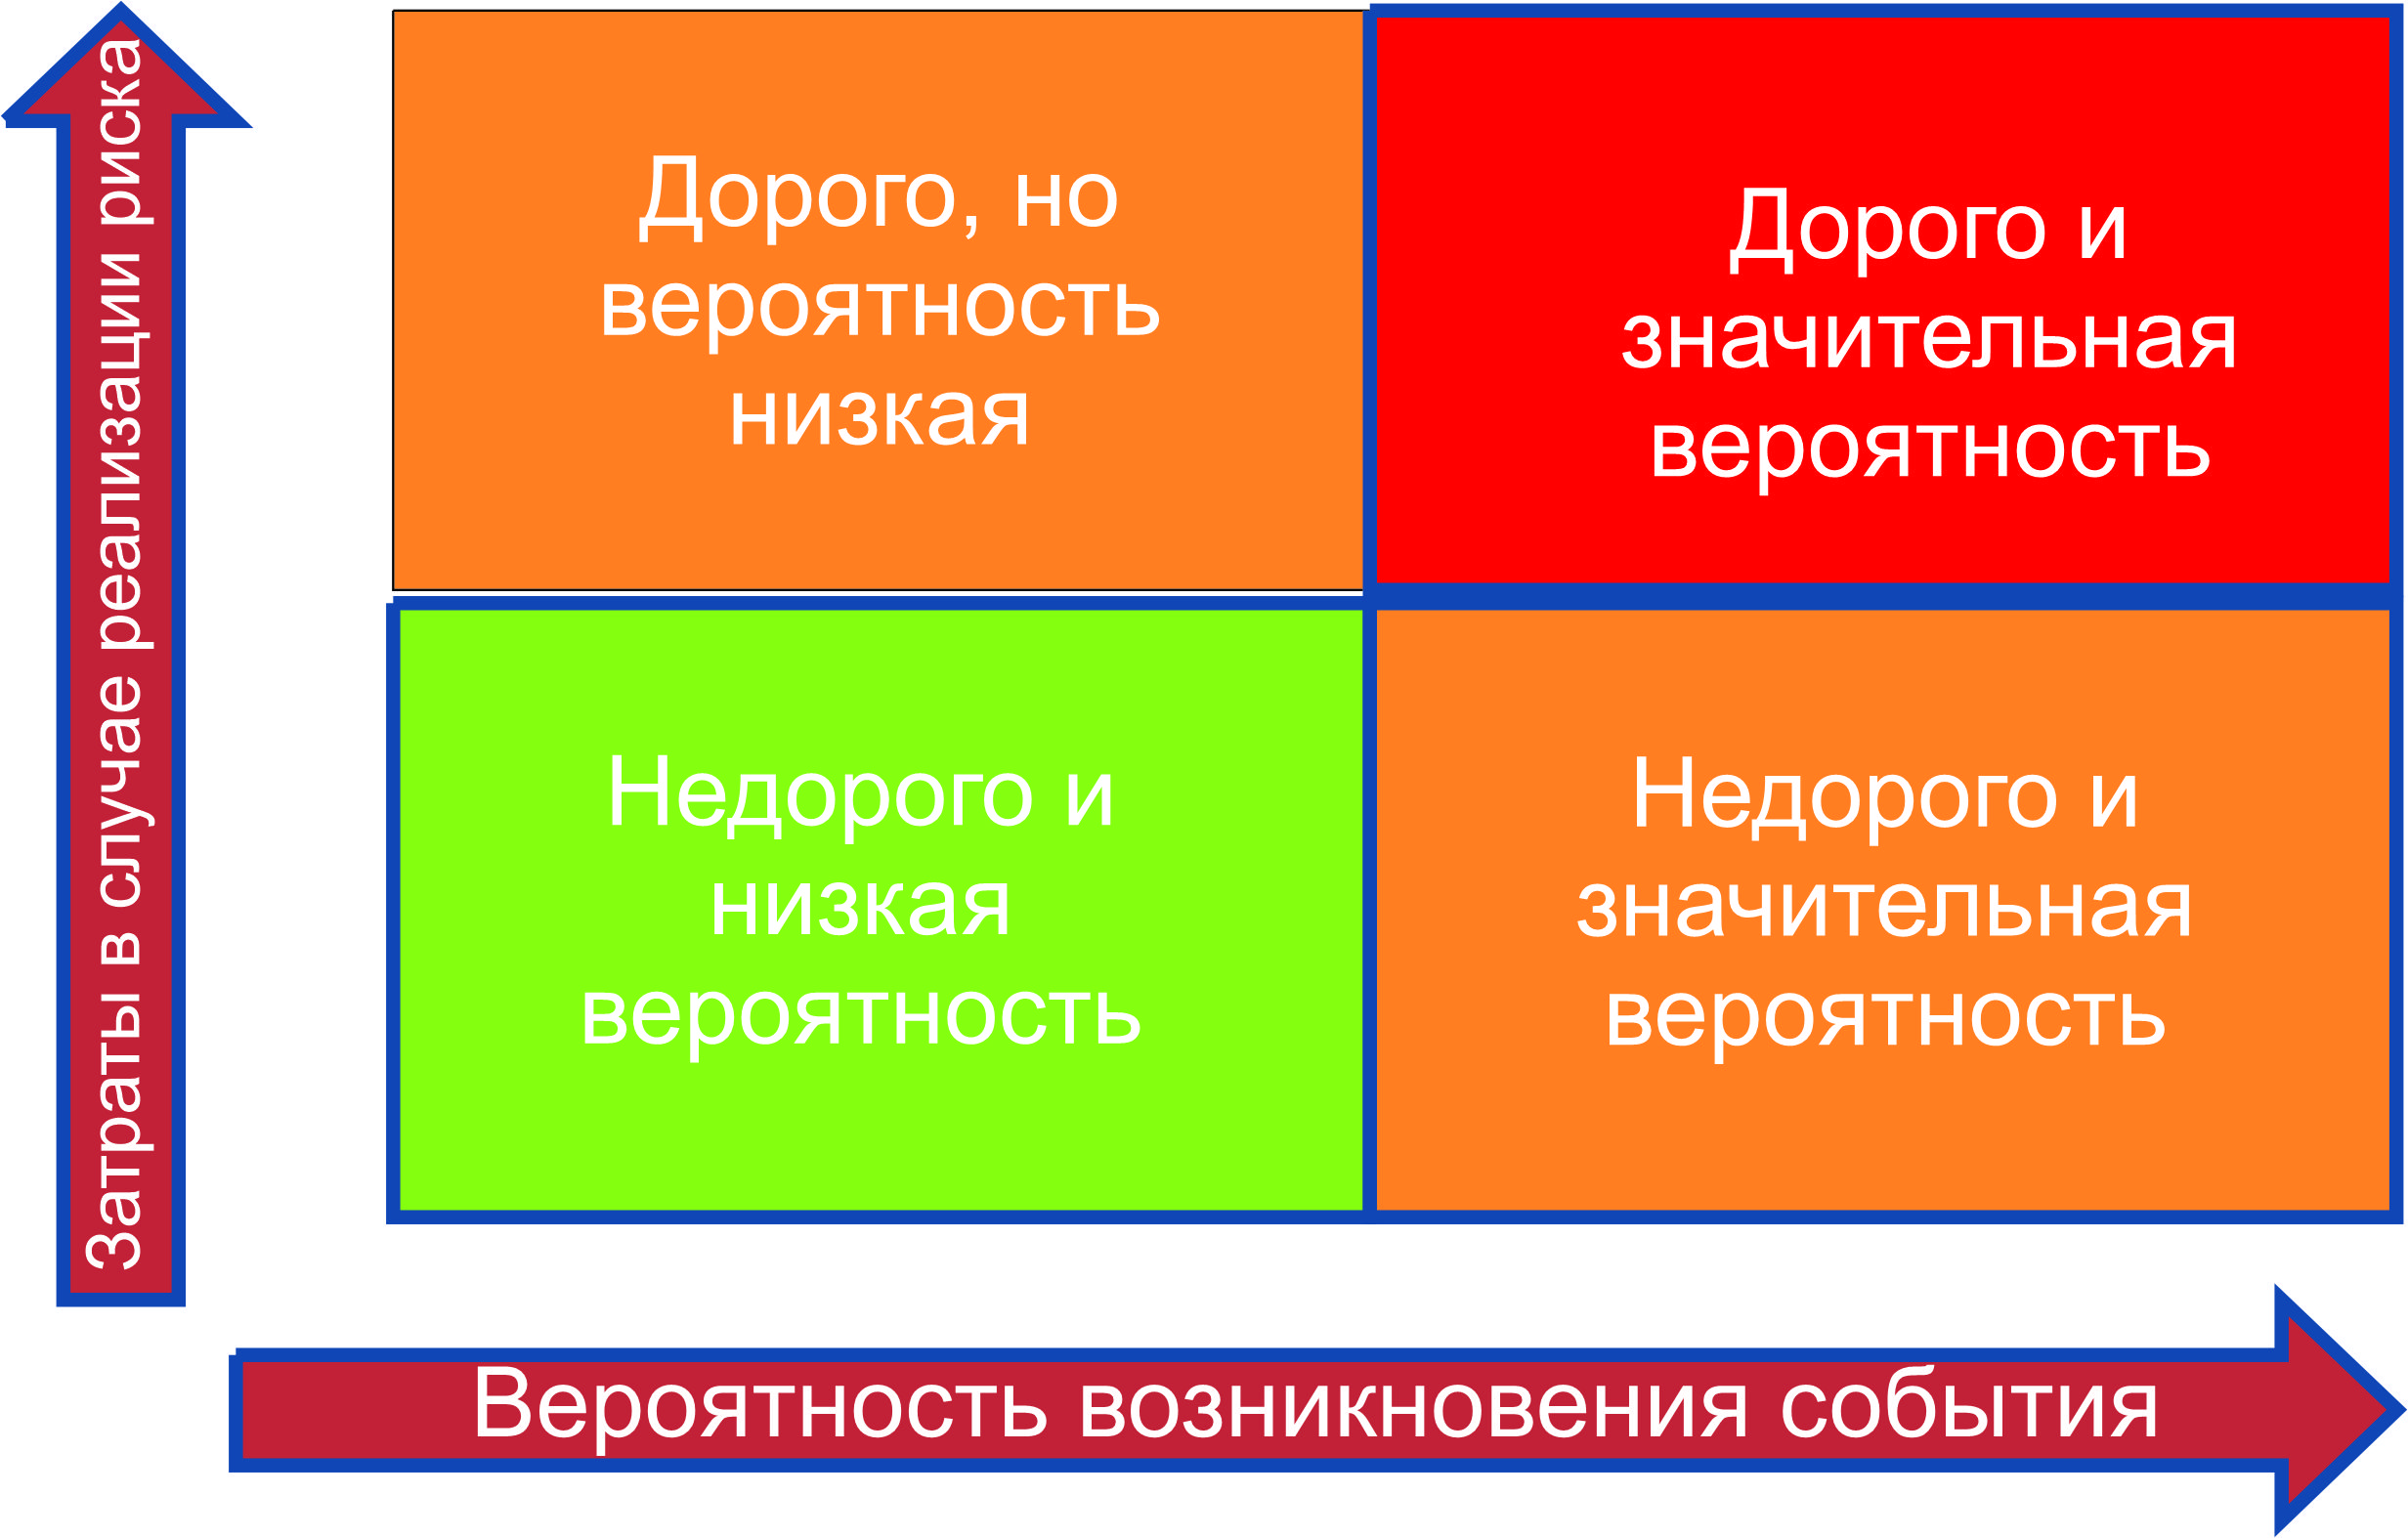 Затраты в случае реализации риска
Дорого, но
вероятность
низкая
Дорого и
значительная
вероятность
Недорого и
низкая
вероятность
Недорого и
значительная
вероятность
Вероятность возникновения события